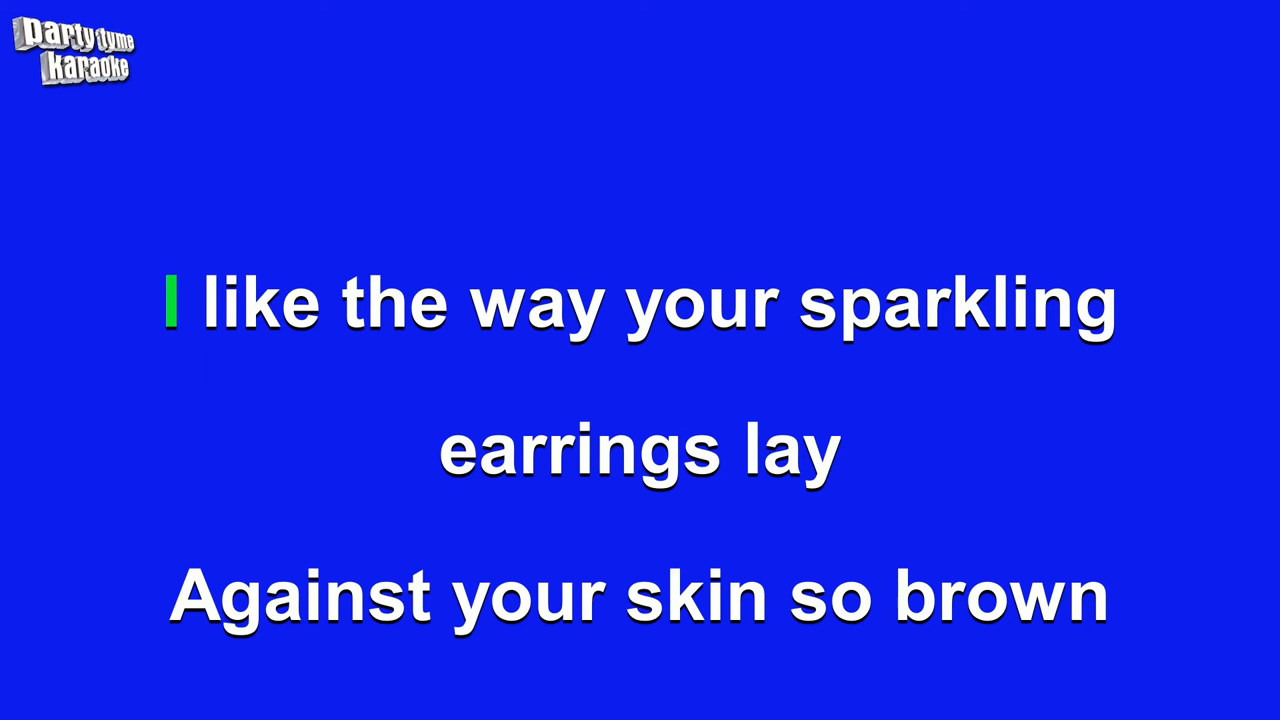 party tyme
karaoke
I like the way your sparkling
earrings lay
Against your skin so brown